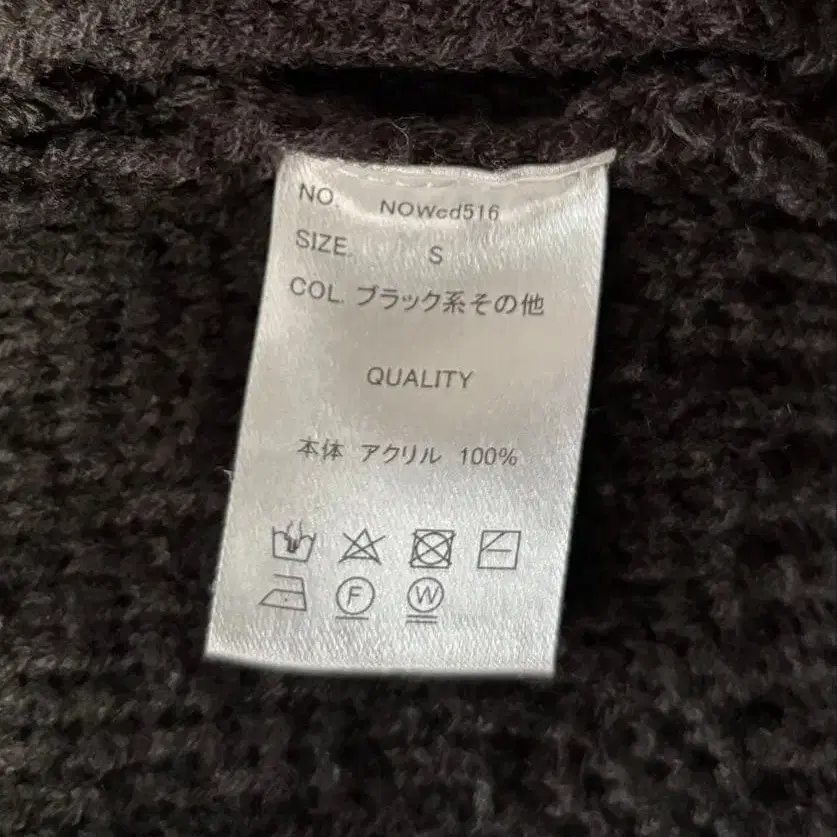 NO. NOWcd516
SIZE. S
COL. ブラック系その他
QUALITY
本体 アクリル 100%
F W